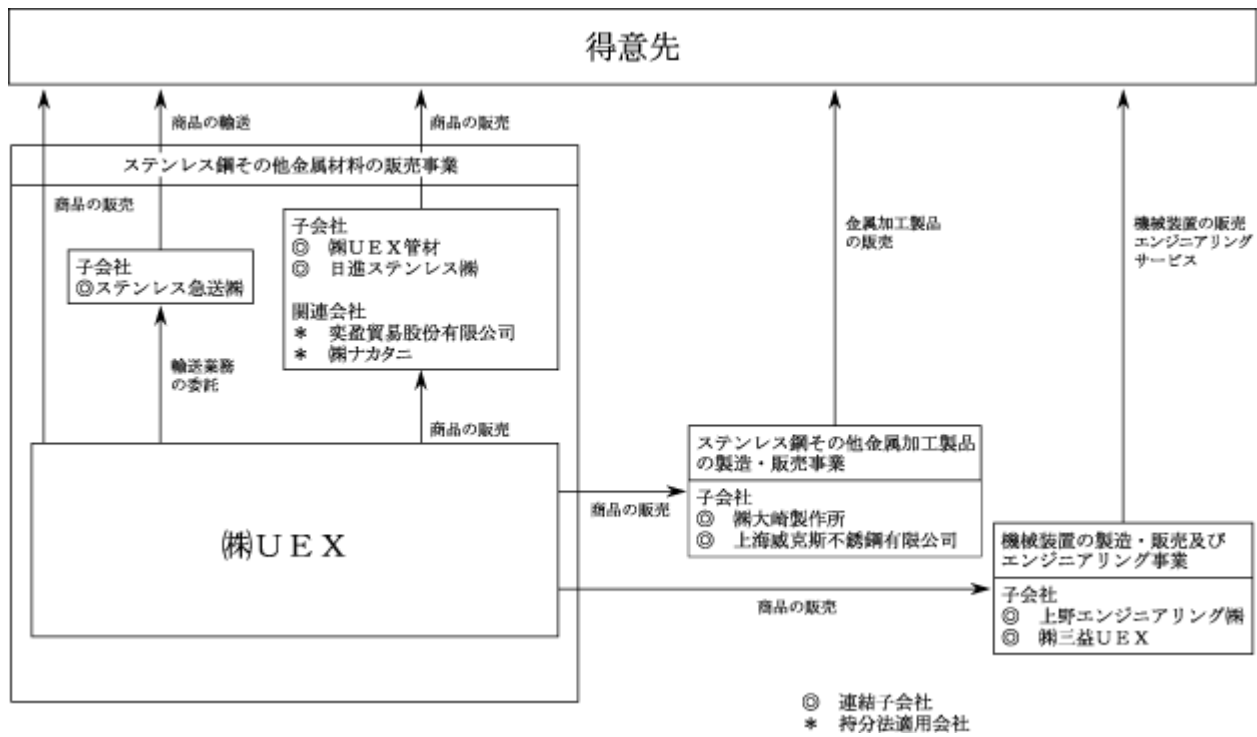 得意先
商品の輸送
商品の販売
ステンレス鋼その他金属材料の販売事業
商品の販売
子会社
◎ステンレス急送㈱
子会社
◎ ㈱UEX管材
◎ 日進ステンレス㈱
関連会社
* 奕盈貿易股份有限公司
* ㈱ナカタニ
金属加工製品
の販売
機械装置の販売
エンジニアリング
サービス
輸送業務
の委託
商品の販売
㈱UEX
商品の販売
ステンレス鋼その他金属加工製品
の製造・販売事業
子会社
◎ ㈱大崎製作所
◎ 上海威克斯不銹鋼有限公司
商品の販売
機械装置の製造・販売及び
エンジニアリング事業
子会社
◎ 上野エンジニアリング㈱
◎ ㈱三益UEX
◎ 連結子会社
* 持分法適用会社